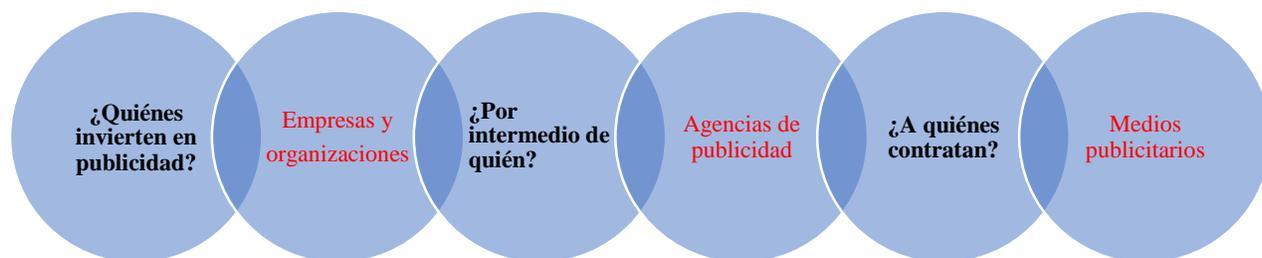 ¿Quiénes
invierten en
publicidad?
Empresas y
organizaciones
¿Por
intermedio de
quién?
Agencias de
publicidad
¿A quiénes
contratan?
Medios
publicitarios